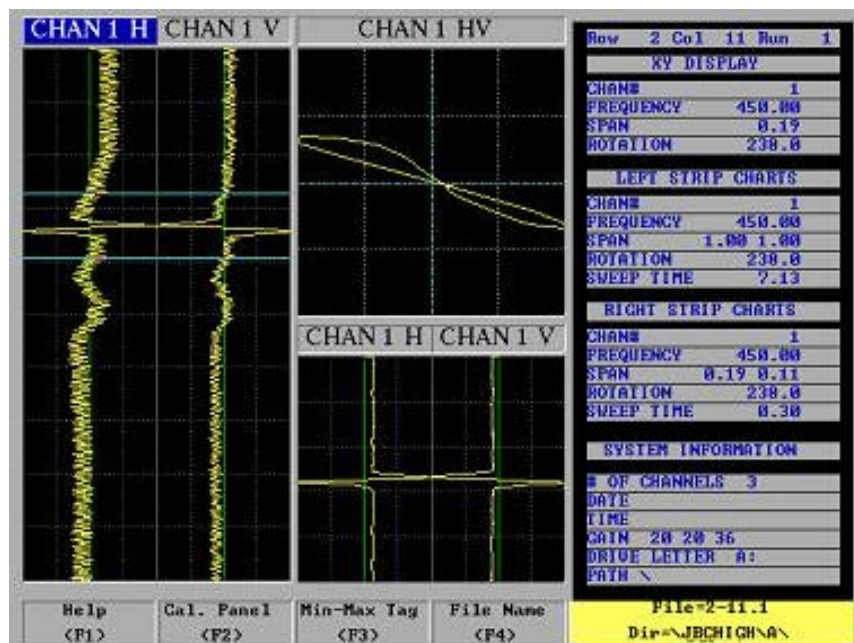 CHAN 1 H CHAN 1 V
CHAN 1 HV
CHAN 1 H CHAN 1 V
Row 2 Col 11 Run 1
XY DISPLAY
CHAN# 1
FREQUENCY 450.00
SPAN 0.19
ROTATION 238.0
LEFT STRIP CHARTS
CHAN# 1
FREQUENCY 450.00
SPAN 1.00 1.00
ROTATION 238.0
SWEEP TIME 7.13
RIGHT STRIP CHARTS
CHAN# 1
FREQUENCY 450.00
SPAN 0.19 0.11
ROTATION 238.0
SWEEP TIME 0.30
SYSTEM INFORMATION
# OF CHANNELS 3
DATE
TIME
GAIN 20 20 36
DRIVE LETTER A:
PATH \
Help Cal. Panel Min-Max Tag File Name
(F1) (F2) (F3) (F4)
File=2-11.1
Dir=\JBCHIGH\A\